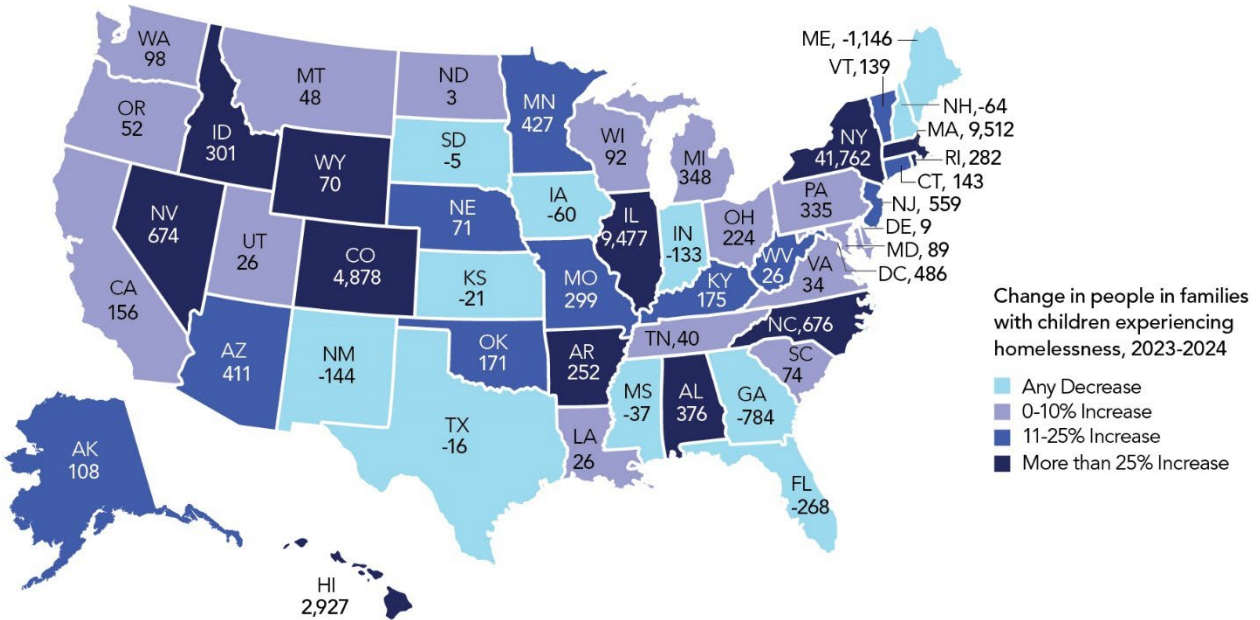 WA
98
OR
52
CA
156
ID
301
NV
674
MT
48
WY
70
UT
26
AZ
411
CO
4,878
NM
-144
ND
3
SD
-5
NE
71
KS
-21
OK
171
TX
-16
MN
427
IA
-60
MO
299
AR
252
LA
26
WI
92
IL
9,477
MI
348
IN
-133
OH
224
KY
175
TN,40
MS
-37
AL
376
GA
-784
FL
-268
SC
74
NC,676
VA
34
WV
26
PA
335
NY
41,762
ME, -1,146
VT,139
NH,-64
MA, 9,512
RI,282
CT, 143
NJ, 559
DE, 9
MD, 89
DC,486
AK
108
HI
2,927
Change in people in families
with children experiencing
homelessness, 2023-2024
Any Decrease
0-10% Increase
11-25% Increase
More than 25% Increase